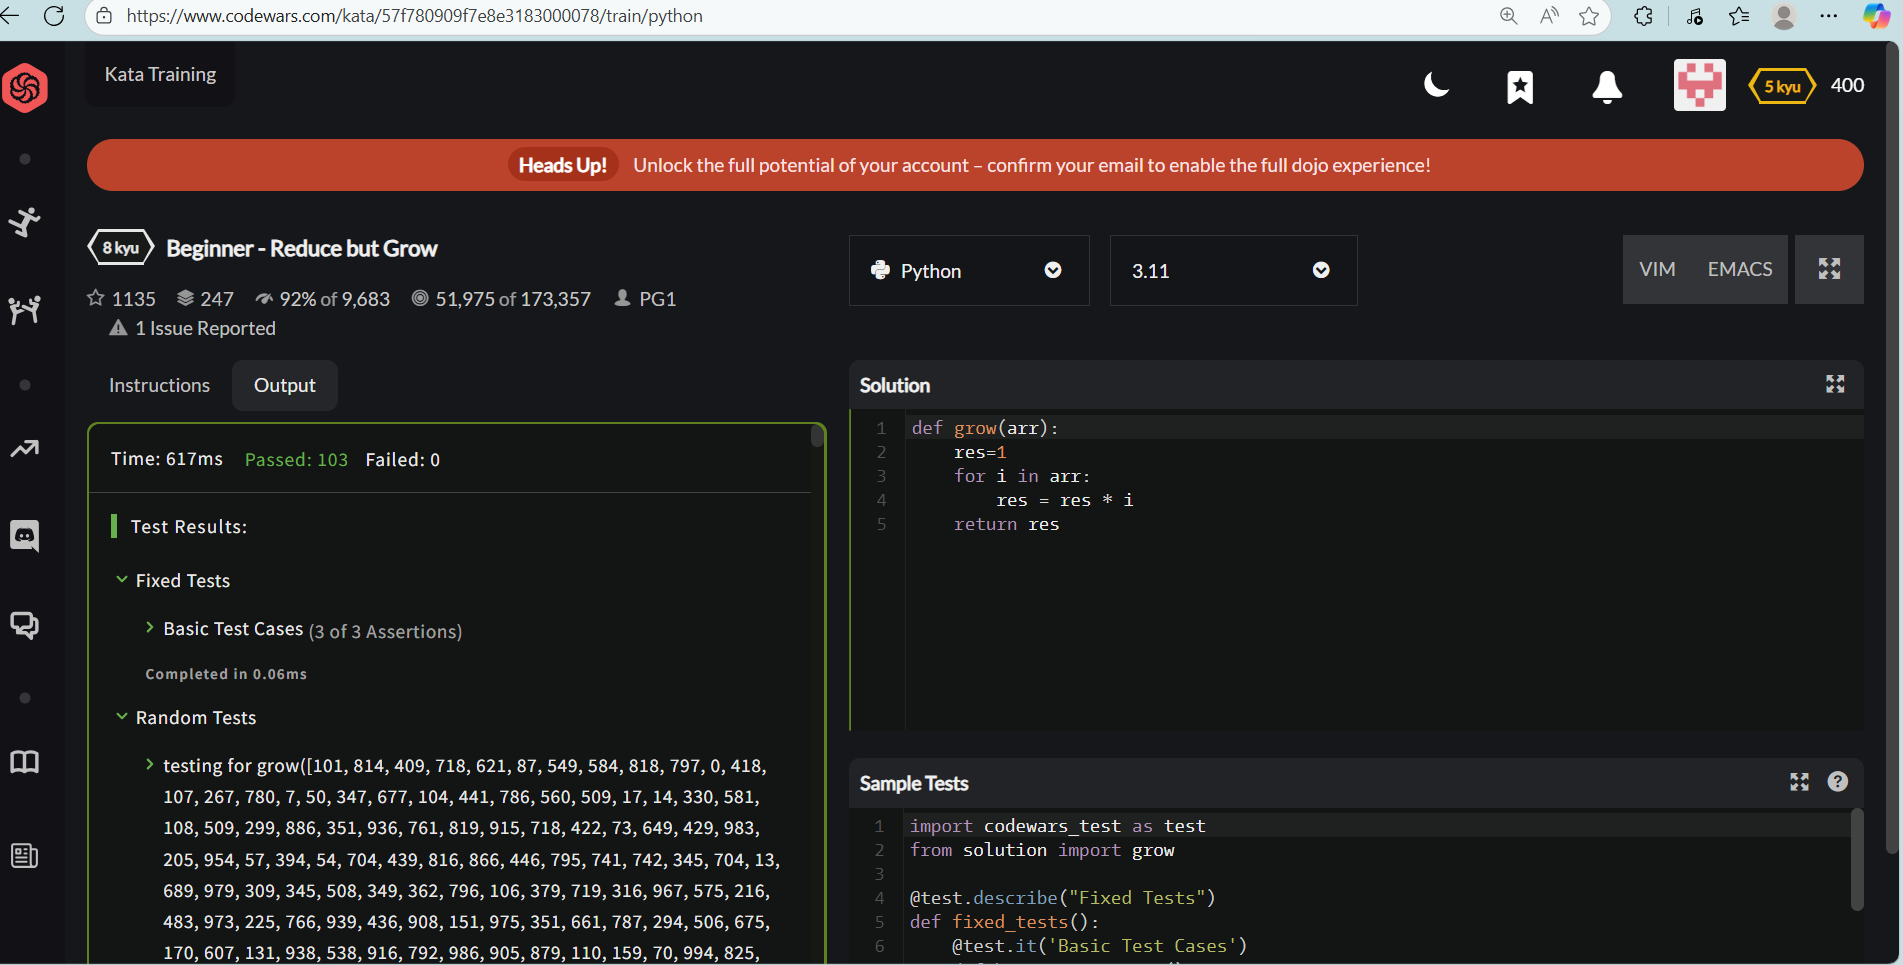 https://www.codewars.com/kata/57f780909f7e8e3183000078/train/python
Kata Training
5 kyu 400
Heads Up! Unlock the full potential of your account – confirm your email to enable the full dojo experience!
8 kyu Beginner - Reduce but Grow
1135 247 92% of 9,683 51,975 of 173,357 PG1
1 Issue Reported
Python 3.11 VIM EMACS
Instructions Output
Time: 617ms Passed: 103 Failed: 0
Test Results:
Fixed Tests
Basic Test Cases (3 of 3 Assertions)
Completed in 0.06ms
Random Tests
testing for grow([101, 814, 409, 718, 621, 87, 549, 584, 818, 797, 0, 418,
107, 267, 780, 7, 50, 347, 677, 104, 441, 786, 560, 509, 17, 14, 330, 581,
108, 509, 299, 886, 351, 936, 761, 819, 915, 718, 422, 73, 649, 429, 983,
205, 954, 57, 394, 54, 704, 439, 816, 866, 446, 795, 741, 742, 345, 704, 13,
689, 979, 309, 345, 508, 349, 362, 796, 106, 379, 719, 316, 967, 575, 216,
483, 973, 225, 766, 939, 436, 908, 151, 975, 351, 661, 787, 294, 506, 675,
170, 607, 131, 938, 538, 916, 792, 986, 905, 879, 110, 159, 70, 994, 825,
Solution
1 def grow(arr):
2     res=1
3     for i in arr:
4         res = res * i
5     return res
Sample Tests
1 import codewars_test as test
2 from solution import grow
3
4 @test.describe("Fixed Tests")
5 def fixed_tests():
6     @test.it('Basic Test Cases')